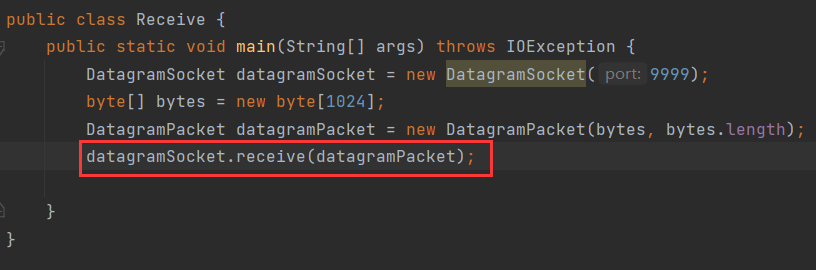 public class Receive {
public static void main(String[] args) throws IOException {
DatagramSocket datagramSocket = new DatagramSocket( port: 9999);
byte[] bytes = new byte[1024];
DatagramPacket datagramPacket = new DatagramPacket(bytes, bytes.length);
datagramSocket.receive(datagramPacket);
}
}